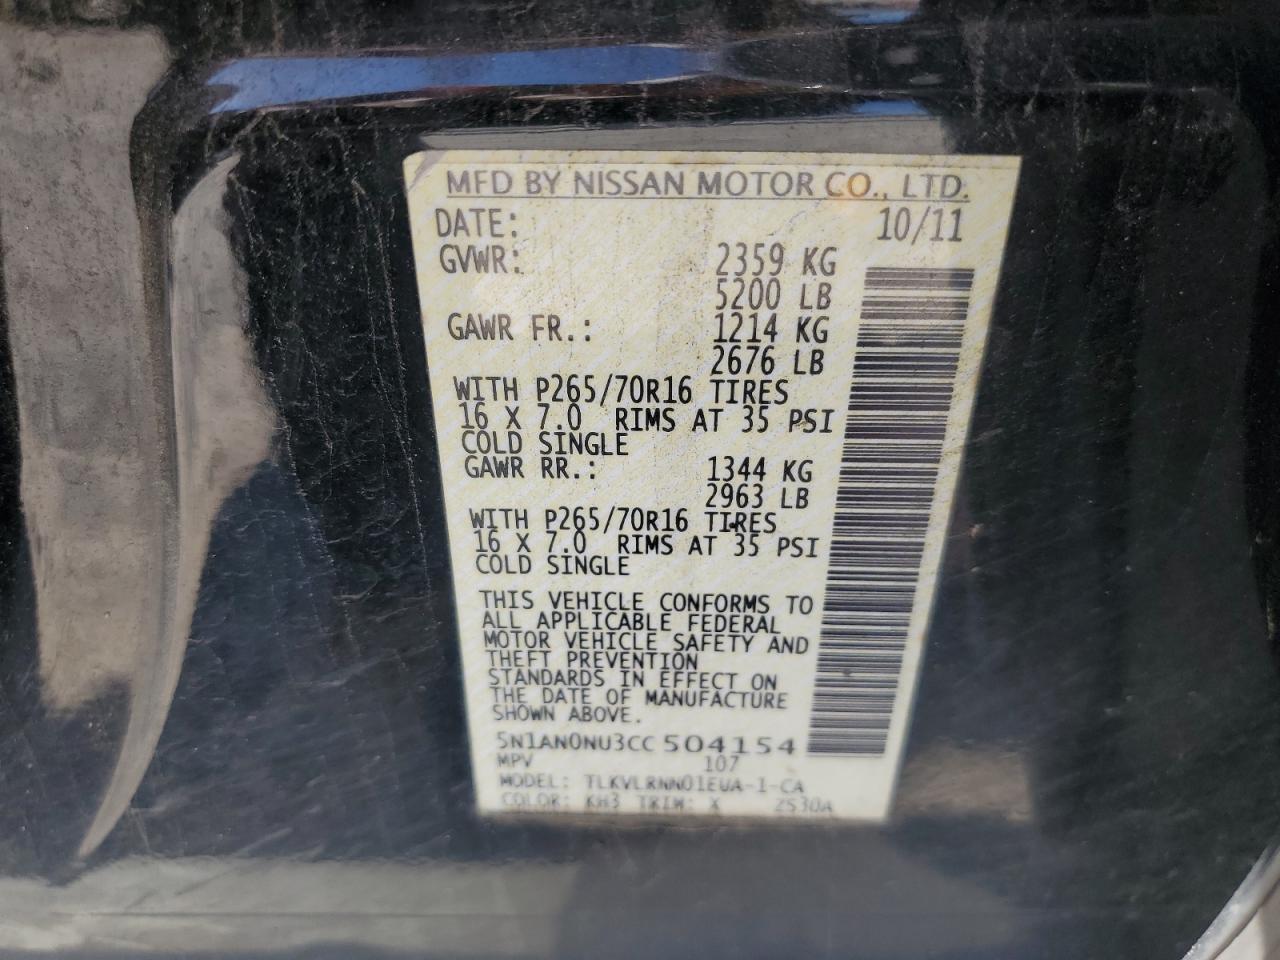 MFD BY NISSAN MOTOR CO., LTD.
DATE: 10/11
GVWR: 2359 KG
5200 LB
GAWR FR.: 1214 KG
2676 LB
WITH P265/70R16 TIRES
16 X 7.0 RIMS AT 35 PSI
COLD SINGLE
GAWR RR.: 1344 KG
2963 LB
WITH P265/70R16 TIRES
16 X 7.0 RIMS AT 35 PSI
COLD SINGLE
THIS VEHICLE CONFORMS TO
ALL APPLICABLE FEDERAL
MOTOR VEHICLE SAFETY AND
THEFT PREVENTION
STANDARDS IN EFFECT ON
THE DATE OF MANUFACTURE
SHOWN ABOVE.
5N1AN0NU3CC504154
MPV 107
MODEL: TLKVLRNN01EUA-1-CA
COLOR: KH3 TRIM: X 2S30A